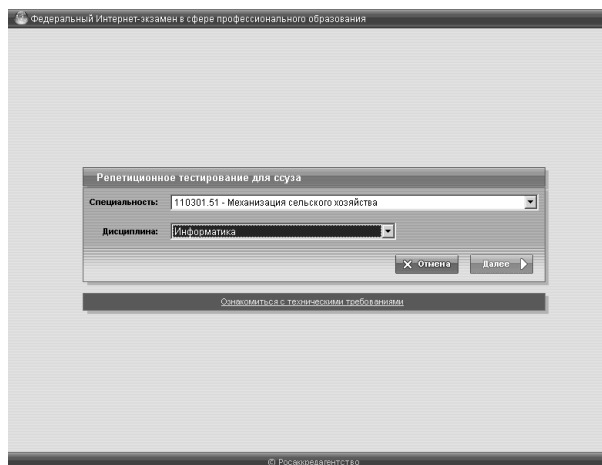 Федеральный Интернет-экзамен в сфере профессионального образования
Репетиционное тестирование для ссуза
Специальность: 110301.51 - Механизация сельского хозяйства
Дисциплина: Информатика
Отмена Далее
Ознакомиться с техническими требованиями
© Росаккредагентство